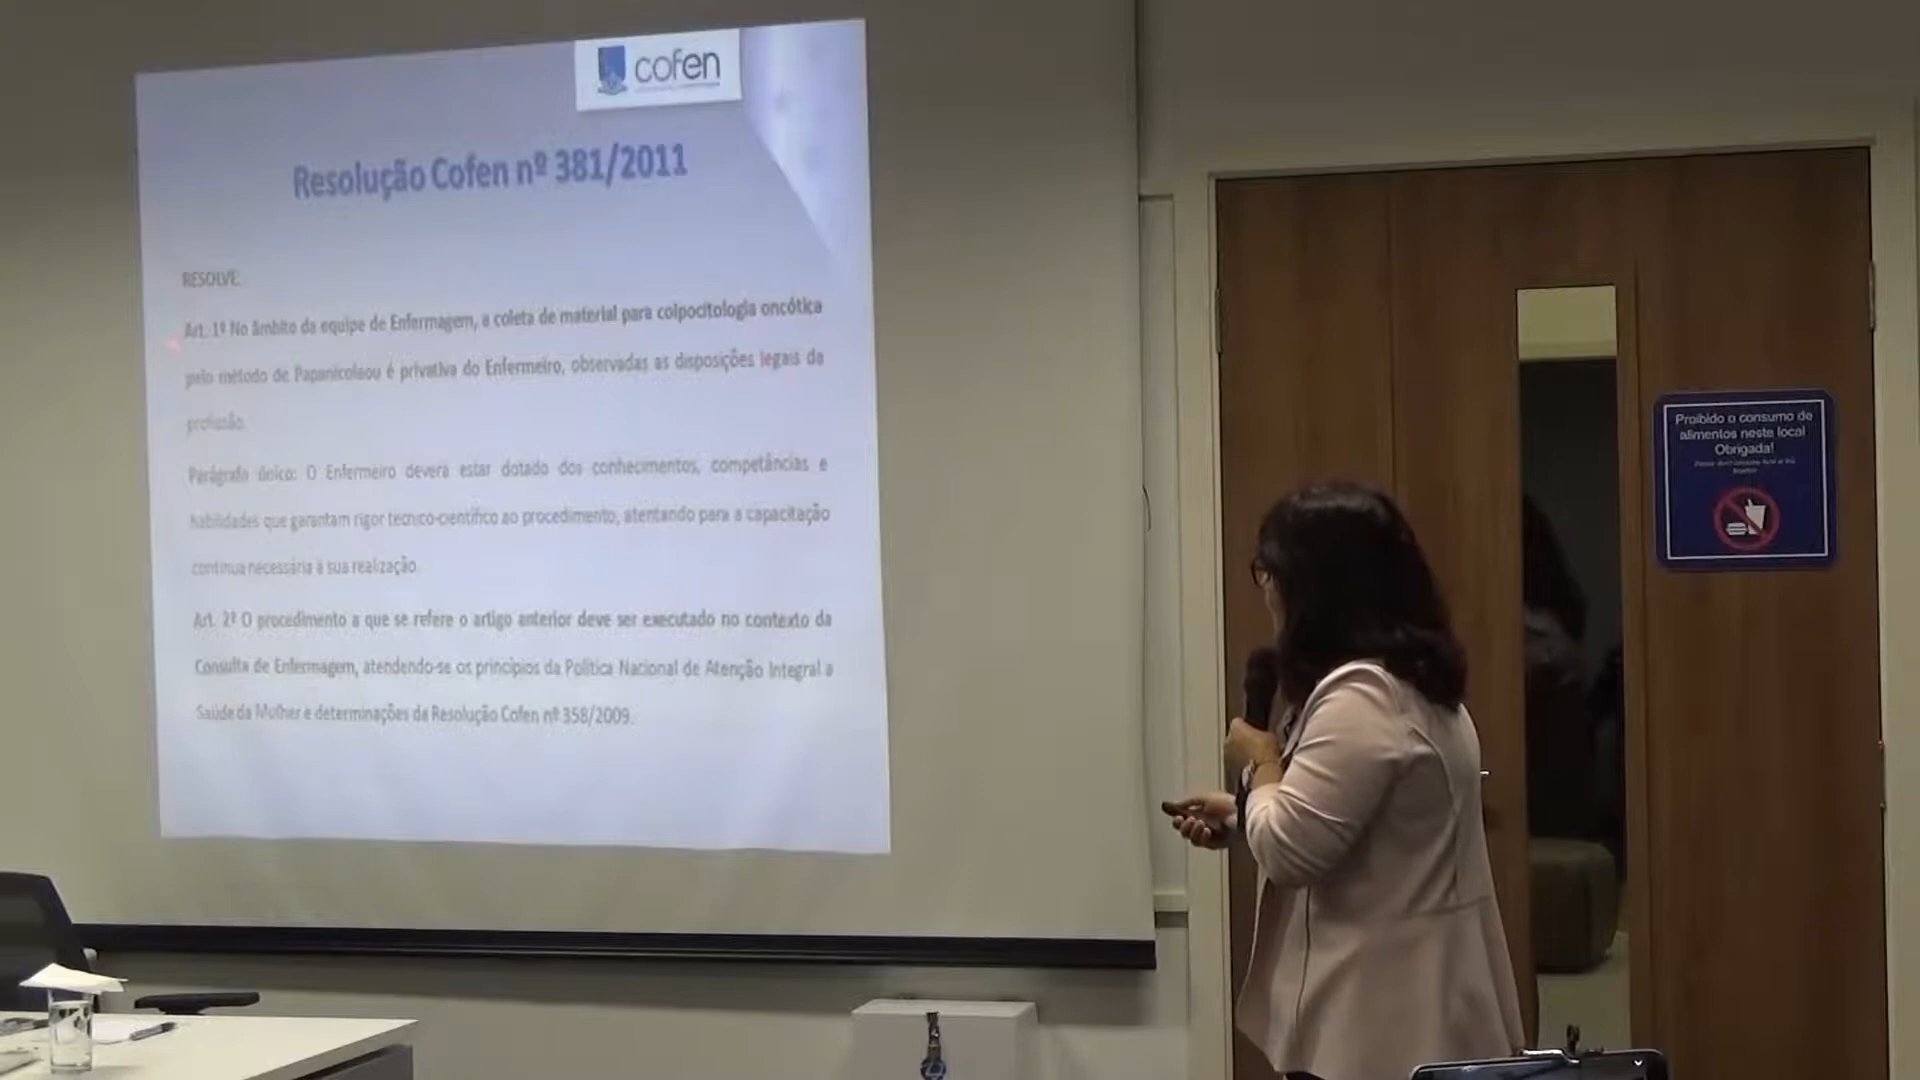 cofen
Resolução Cofen nº 381/2011
RESOLVE:
Art. 1º No âmbito da equipe de Enfermagem, a coleta de material para colpocitologia oncótica
pelo método de Papanicolaou é privativa do Enfermeiro, observadas as disposições legais da
profissão.
Parágrafo único: O Enfermeiro devera estar dotado dos conhecimentos, competências e
habilidades que garantam rigor técnico-científico ao procedimento, atentando para a capacitação
continua necessária à sua realização.
Art. 2º O procedimento a que se refere o artigo anterior deve ser executado no contexto da
Consulta de Enfermagem, atendendo-se os princípios da Política Nacional de Atenção Integral a
Saúde da Mulher e determinações da Resolução Cofen nº 358/2009.
Proibido o consumo de
alimentos neste local
Obrigada!